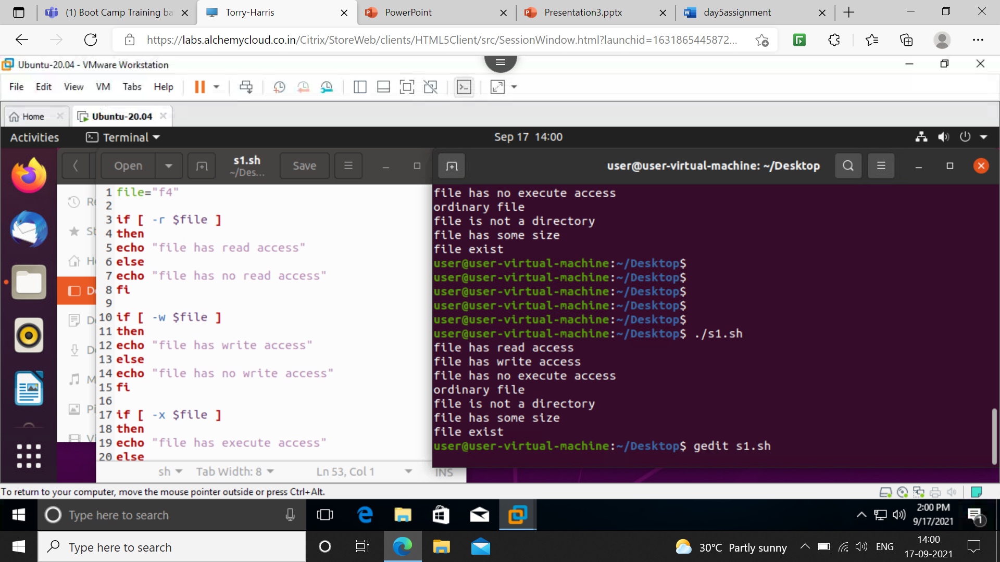 (1) Boot Camp Training ba
Torry-Harris
PowerPoint
Presentation3.pptx
day5assignment
https://labs.alchemycloud.co.in/Citrix/StoreWeb/clients/HTML5Client/src/SessionWindow.html?launchid=1631865445872...
Ubuntu-20.04 - VMware Workstation
File Edit View VM Tabs Help
Home
Ubuntu-20.04
Activities
Terminal
Sep 17 14:00
Open
s1.sh
~/Des...
Save
user@user-virtual-machine: ~/Desktop
Re
St
H
D
D
D
M
Pi
Vi
1 file="f4"
2
3 if [ -r $file ]
4 then
5 echo "file has read access"
6 else
7 echo "file has no read access"
8 fi
9
10 if [ -w $file ]
11 then
12 echo "file has write access"
13 else
14 echo "file has no write access"
15 fi
16
17 if [ -x $file ]
18 then
19 echo "file has execute access"
20 else
sh Tab Width: 8 Ln 53, Col 1 INS
file has no execute access
ordinary file
file is not a directory
file has some size
file exist
user@user-virtual-machine:~/Desktop$
user@user-virtual-machine:~/Desktop$
user@user-virtual-machine:~/Desktop$
user@user-virtual-machine:~/Desktop$
user@user-virtual-machine:~/Desktop$
user@user-virtual-machine:~/Desktop$ ./s1.sh
file has read access
file has write access
file has no execute access
ordinary file
file is not a directory
file has some size
file exist
user@user-virtual-machine:~/Desktop$ gedit s1.sh
To return to your computer, move the mouse pointer outside or press Ctrl+Alt.
Type here to search
2:00 PM
9/17/2021
1
Type here to search
30°C Partly sunny
ENG
14:00
17-09-2021